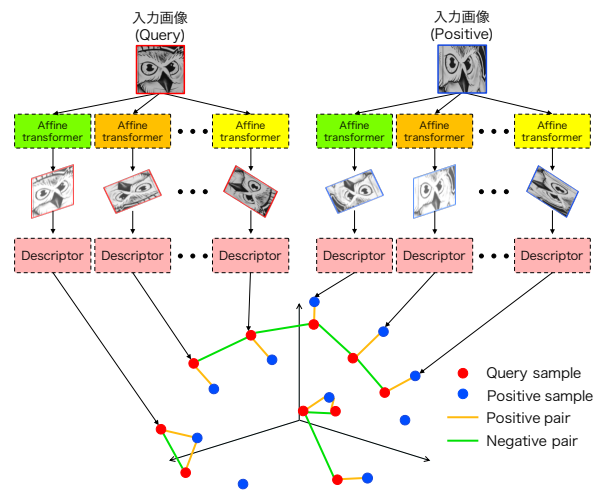 入力画像
(Query)
入力画像
(Positive)
Affine
transformer
Affine
transformer
Affine
transformer
Affine
transformer
Affine
transformer
Affine
transformer
Descriptor
Descriptor
Descriptor
Descriptor
Descriptor
Descriptor
Query sample
Positive sample
Positive pair
Negative pair